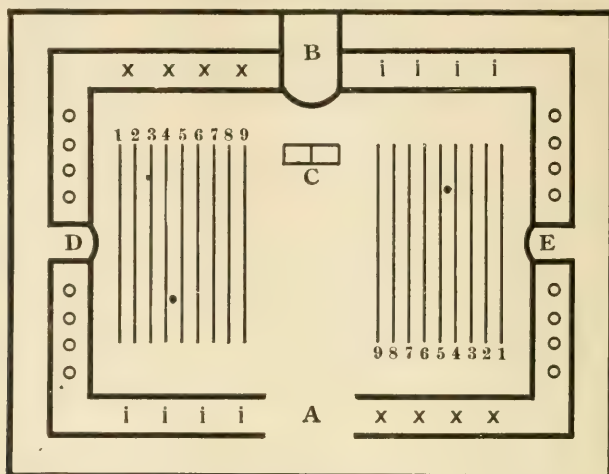 B
x x x x i i i i
o o
1 2 3 4 5 6 7 8 9
o o
o o
C
o o
D E
o o
o o
o o
9 8 7 6 5 4 3 2 1
o o
i i i i A x x x x